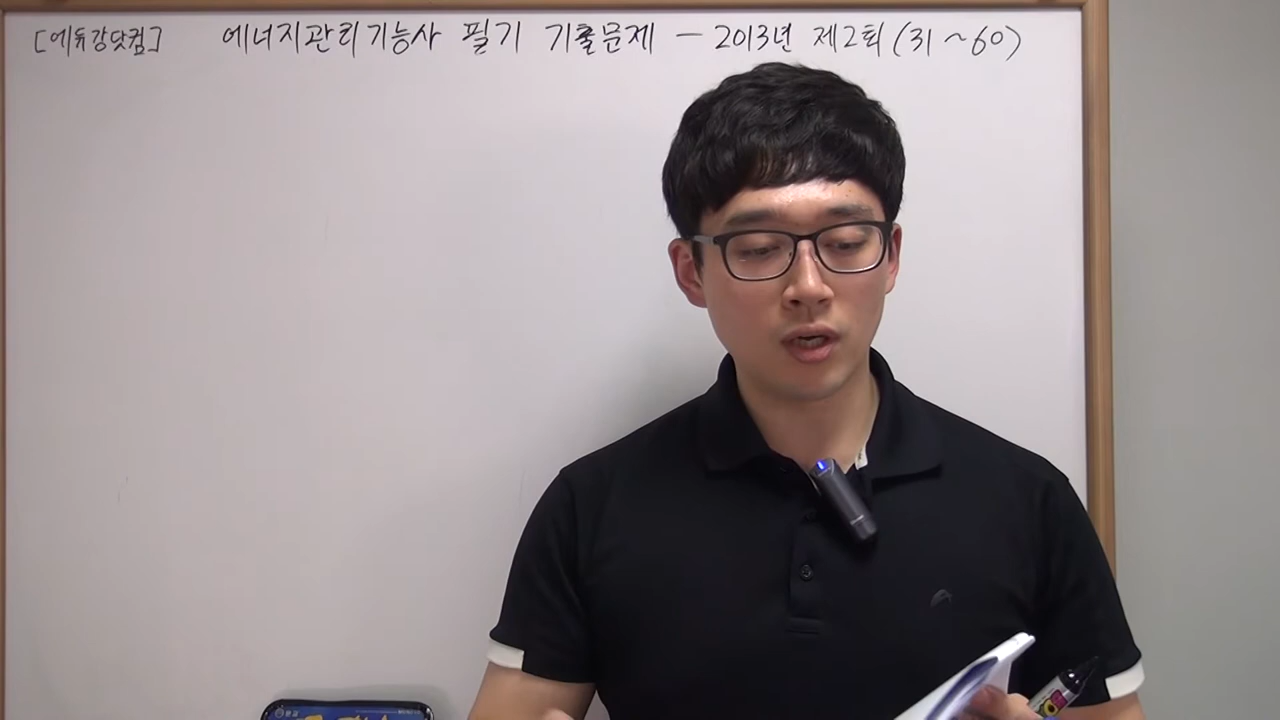 [에듀강닷컴] 에너지관리기능사 필기 기출문제 - 2013년 제2회 (31~60)